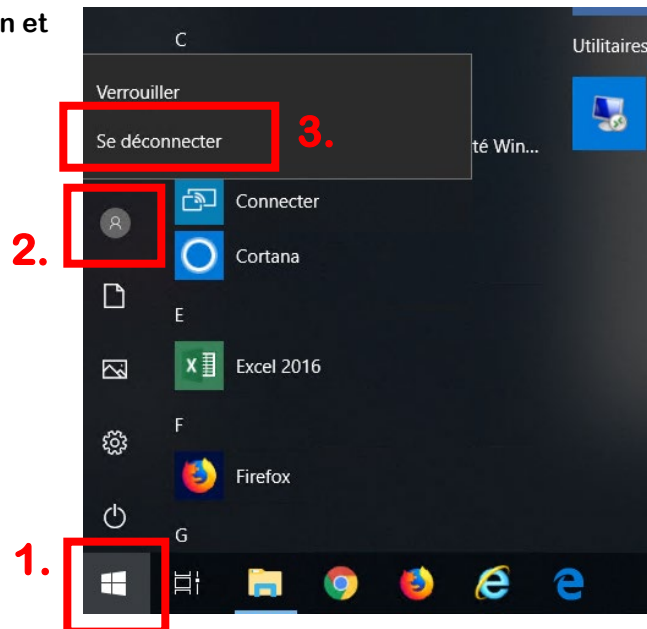 n et
C
Utilitaires
Verrouiller
Se déconnecter
3.
té Win...
2.
Connecter
Cortana
E
Excel 2016
F
Firefox
G
1.